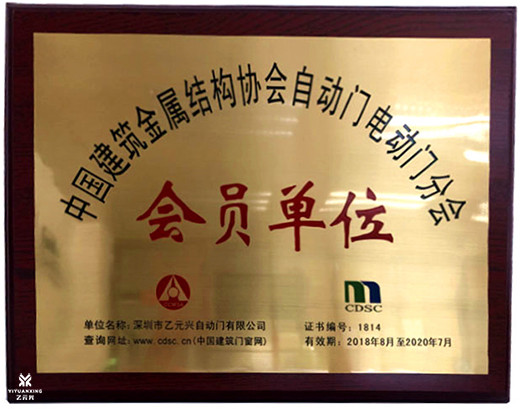 中国建筑金属结构协会自动门电动门分会
会员单位
CDSC
单位名称：深圳市乙元兴自动门有限公司
查询网址：www.cdsc.cn(中国建筑门窗网)
证书编号：1814
有效期：2018年8月至2020年7月
YIYUANXING
乙元兴